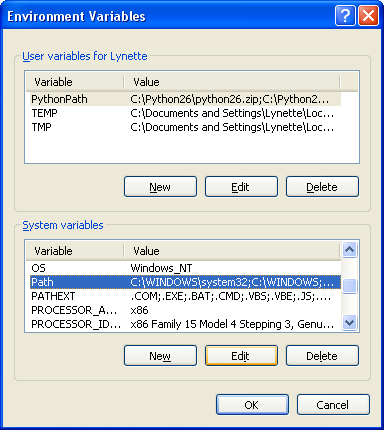 Environment Variables
User variables for Lynette
Variable Value
PythonPath C:\Python26\python26.zip;C:\Python2...
TEMP C:\Documents and Settings\Lynette\Loc...
TMP C:\Documents and Settings\Lynette\Loc...
New Edit Delete
System variables
Variable Value
OS Windows_NT
Path C:\WINDOWS\system32;C:\WINDOWS;...
PATHEXT .COM;.EXE;.BAT;.CMD;.VBS;.VBE;.JS;....
PROCESSOR_A... x86
PROCESSOR_ID... x86 Family 15 Model 4 Stepping 3, Genu...
New Edit Delete
OK Cancel